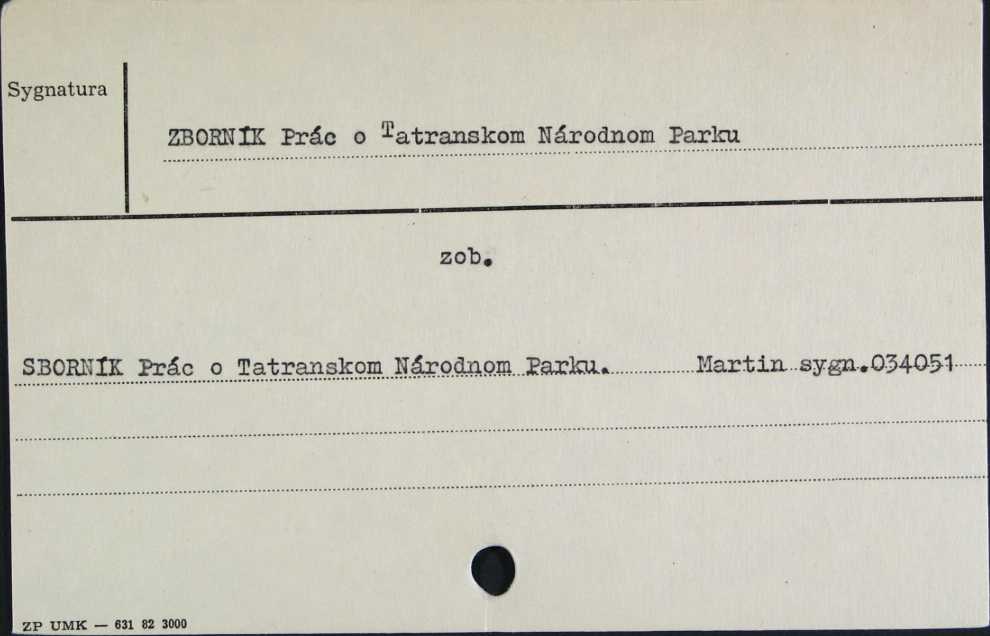 Sygnatura
ZBORNÍK Prác o Tatranskom Národnom Parku
zob.
SBORNÍK Prác o Tatranskom Národnom Parku. Martin sygn.034051
ZP UMK — 631 82 3000